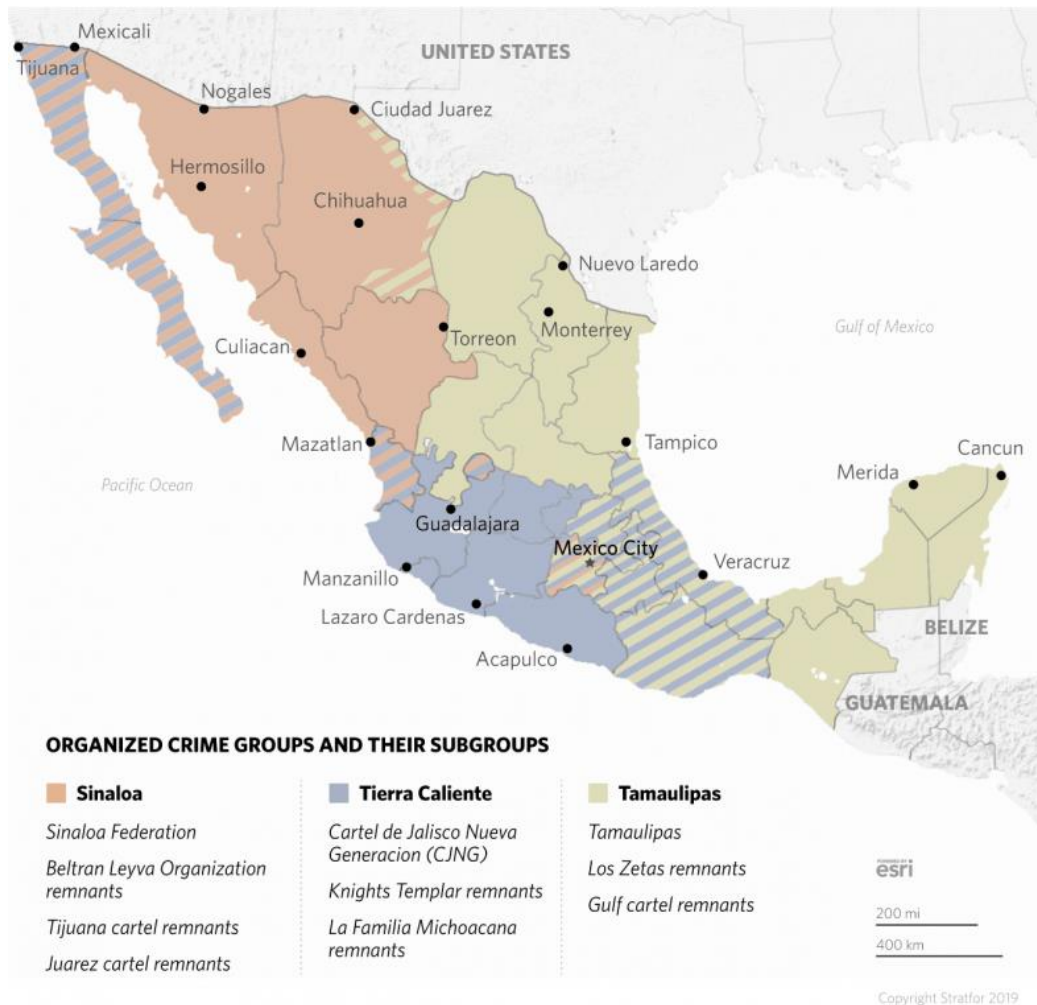 Mexicali
UNITED STATES
Tijuana
Nogales
Ciudad Juarez
Hermosillo
Chihuahua
Nuevo Laredo
Monterrey
Torreon
Gulf of Mexico
Culiacan
Mazatlan
Tampico
Cancun
Merida
Pacific Ocean
Guadalajara
Mexico City
Veracruz
Manzanillo
Lazaro Cardenas
BELIZE
Acapulco
GUATEMALA
ORGANIZED CRIME GROUPS AND THEIR SUBGROUPS
Sinaloa
Sinaloa Federation
Beltran Leyva Organization
remnants
Tijuana cartel remnants
Juarez cartel remnants
Tierra Caliente
Cartel de Jalisco Nueva
Generacion (CJNG)
Knights Templar remnants
La Familia Michoacana
remnants
Tamaulipas
Tamaulipas
Los Zetas remnants
Gulf cartel remnants
POWERED BY
esri
200 mi
400 km
Copyright Stratfor 2019